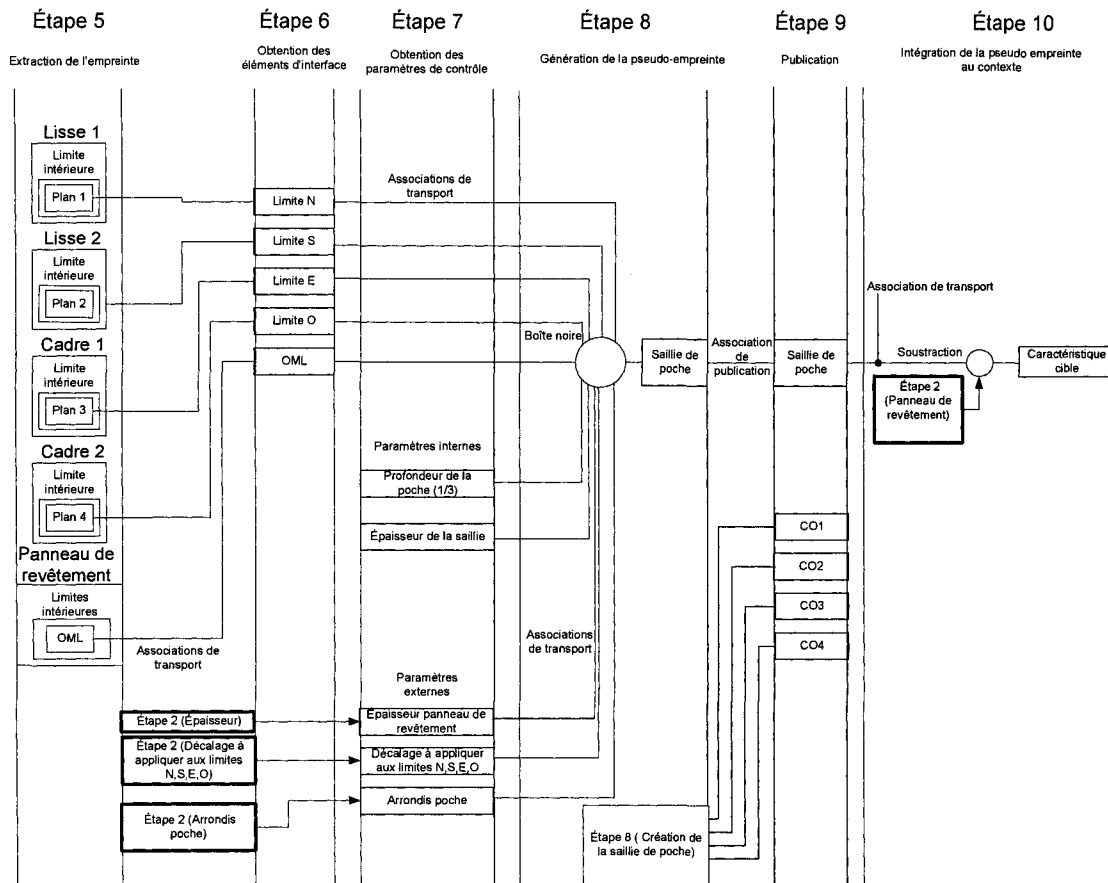 Étape 5
Étape 6
Étape 7
Étape 8
Étape 9
Étape 10
Extraction de l'empreinte
Obtention des
éléments d'interface
Obtention des
paramètres de contrôle
Génération de la pseudo-empreinte
Publication
Intégration de la pseudo empreinte
au contexte
Lisse 1
Limite
intérieure
Plan 1
Lisse 2
Limite
intérieure
Plan 2
Cadre 1
Limite
intérieure
Plan 3
Cadre 2
Limite
intérieure
Plan 4
Panneau de
revêtement
Limites
intérieures
OML
Associations de
transport
Étape 2 (Épaisseur)
Étape 2 (Décalage à
appliquer aux limites
N,S,E,O)
Étape 2 (Arrondis
poche)
Limite N
Limite S
Limite E
Limite O
OML
Associations de
transport
Paramètres internes
Profondeur de la
poche (1/3)
Épaisseur de la saillie
Paramètres
externes
Épaisseur panneau de
revêtement
Décalage à appliquer
aux limites N,S,E,O
Arrondis poche
Boîte noire
Associations
de transport
Saillie de
poche
Étape 8 ( Création de
la saillie de poche)
Association
de
publication
Saillie de
poche
CO1
CO2
CO3
CO4
Association de transport
Soustraction
Étape 2
(Panneau de
revêtement)
Caractéristique
cible